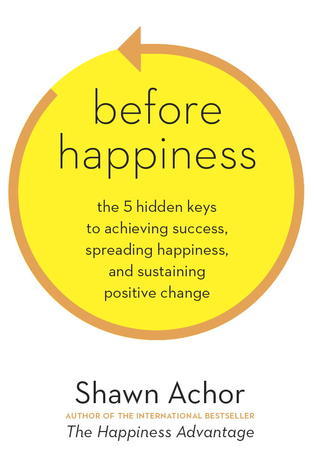 before
happiness
the 5 hidden keys
to achieving success,
spreading happiness,
and sustaining
positive change
Shawn Achor
AUTHOR OF THE INTERNATIONAL BESTSELLER
The Happiness Advantage